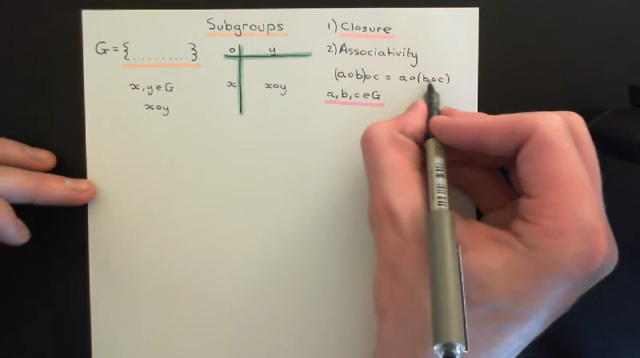 Subgroups
G = {..........}
x, y ∈ G
x∘y
∘ y
x x∘y
1) Closure
2) Associativity
(a∘b)∘c = a∘(b∘c)
a, b, c ∈ G